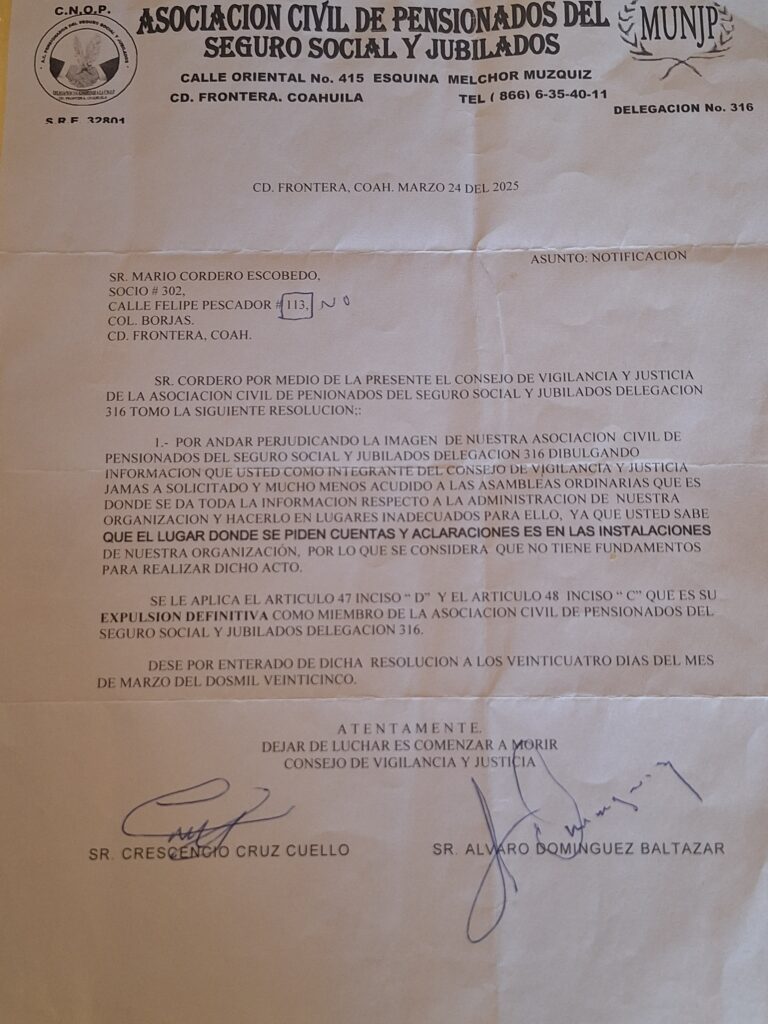 C.N.O.P.
ASOCIACION CIVIL DE PENSIONADOS DEL
SEGURO SOCIAL Y JUBILADOS
MUNJP
CALLE ORIENTAL No. 415 ESQUINA MELCHOR MUZQUIZ
CD. FRONTERA. COAHUILA TEL ( 866) 6-35-40-11
DELEGACION No. 316
S.R.F. 32801
CD. FRONTERA, COAH. MARZO 24 DEL 2025
ASUNTO: NOTIFICACION
SR. MARIO CORDERO ESCOBEDO,
SOCIO # 302,
CALLE FELIPE PESCADOR # 113, NO
COL. BORJAS.
CD. FRONTERA, COAH.
SR. CORDERO POR MEDIO DE LA PRESENTE EL CONSEJO DE VIGILANCIA Y JUSTICIA
DE LA ASOCIACION CIVIL DE PENIONADOS DEL SEGURO SOCIAL Y JUBILADOS DELEGACION
316 TOMO LA SIGUIENTE RESOLUCION;:
1.- POR ANDAR PERJUDICANDO LA IMAGEN DE NUESTRA ASOCIACION CIVIL DE
PENSIONADOS DEL SEGURO SOCIAL Y JUBILADOS DELEGACION 316 DIBULGANDO
INFORMACION QUE USTED COMO INTEGRANTE DEL CONSEJO DE VIGILANCIA Y JUSTICIA
JAMAS A SOLICITADO Y MUCHO MENOS ACUDIDO A LAS ASAMBLEAS ORDINARIAS QUE ES
DONDE SE DA TODA LA INFORMACION RESPECTO A LA ADMINISTRACION DE NUESTRA
ORGANIZACION Y HACERLO EN LUGARES INADECUADOS PARA ELLO, YA QUE USTED SABE
QUE EL LUGAR DONDE SE PIDEN CUENTAS Y ACLARACIONES ES EN LAS INSTALACIONES
DE NUESTRA ORGANIZACIÓN, POR LO QUE SE CONSIDERA QUE NO TIENE FUNDAMENTOS
PARA REALIZAR DICHO ACTO.
SE LE APLICA EL ARTICULO 47 INCISO " D" Y EL ARTICULO 48 INCISO " C" QUE ES SU
EXPULSION DEFINITIVA COMO MIEMBRO DE LA ASOCIACION CIVIL DE PENSIONADOS DEL
SEGURO SOCIAL Y JUBILADOS DELEGACION 316.
DESE POR ENTERADO DE DICHA RESOLUCION A LOS VEINTICUATRO DIAS DEL MES
DE MARZO DEL DOSMIL VEINTICINCO.
A T E N T A M E N T E.
DEJAR DE LUCHAR ES COMENZAR A MORIR
CONSEJO DE VIGILANCIA Y JUSTICIA
SR. CRESCENCIO CRUZ CUELLO SR. ALVARO DOMINGUEZ BALTAZAR